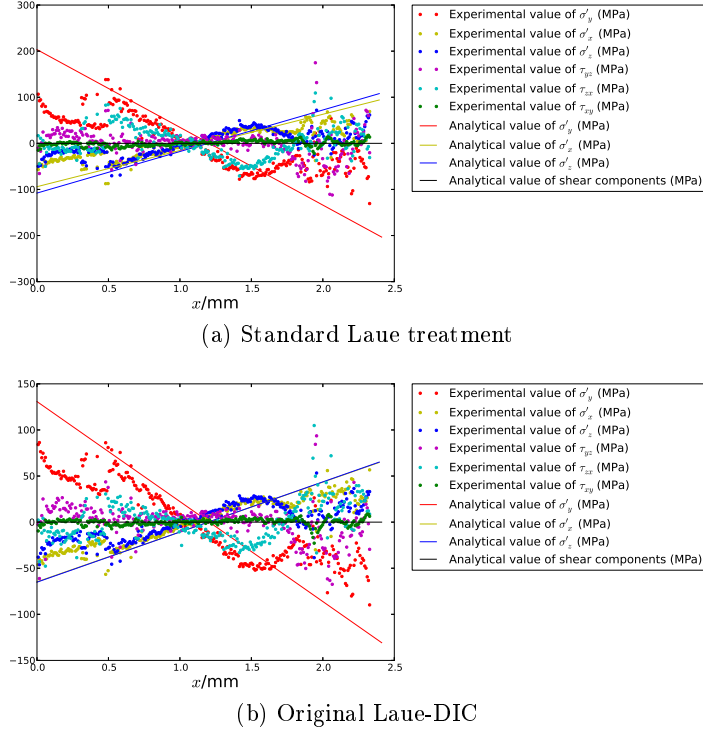 300
200
100
0
−100
−200
−300
0.0 0.5 1.0 1.5 2.0 2.5
x/mm
Experimental value of σ′y (MPa)
Experimental value of σ′x (MPa)
Experimental value of σ′z (MPa)
Experimental value of τyz (MPa)
Experimental value of τzx (MPa)
Experimental value of τxy (MPa)
Analytical value of σ′y (MPa)
Analytical value of σ′x (MPa)
Analytical value of σ′z (MPa)
Analytical value of shear components (MPa)
(a) Standard Laue treatment
150
100
50
0
−50
−100
−150
0.0 0.5 1.0 1.5 2.0 2.5
x/mm
Experimental value of σ′y (MPa)
Experimental value of σ′x (MPa)
Experimental value of σ′z (MPa)
Experimental value of τyz (MPa)
Experimental value of τzx (MPa)
Experimental value of τxy (MPa)
Analytical value of σ′y (MPa)
Analytical value of σ′x (MPa)
Analytical value of σ′z (MPa)
Analytical value of shear components (MPa)
(b) Original Laue-DIC